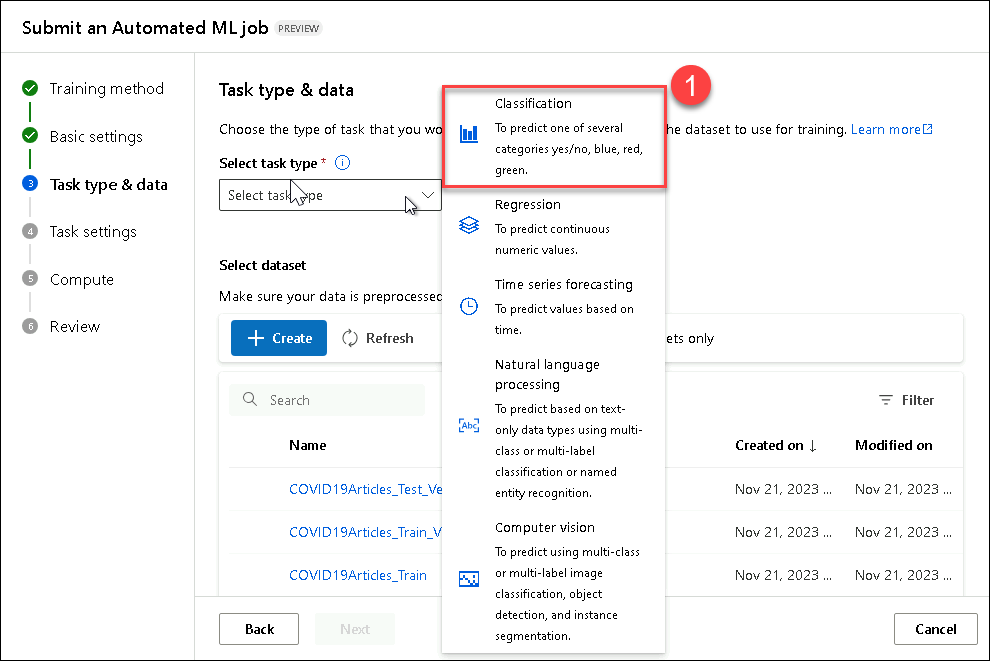 Submit an Automated ML job PREVIEW
Training method
Basic settings
3 Task type & data
4 Task settings
5 Compute
6 Review
Task type & data
Choose the type of task that you wo
he dataset to use for training. Learn more
Select task type * i
Select task type
Select dataset
Make sure your data is preprocessed
+ Create
Refresh
ets only
Search
Filter
Name
Created on ↓
Modified on
COVID19Articles_Test_Ve
Nov 21, 2023 ...
Nov 21, 2023 ...
COVID19Articles_Train_V
Nov 21, 2023 ...
Nov 21, 2023 ...
COVID19Articles_Train
Nov 21, 2023 ...
Nov 21, 2023 ...
1
Classification
To predict one of several
categories yes/no, blue, red,
green.
Regression
To predict continuous
numeric values.
Time series forecasting
To predict values based on
time.
Natural language
processing
Abc
To predict based on text-
only data types using multi-
class or multi-label
classification or named
entity recognition.
Computer vision
To predict using multi-class
or multi-label image
classification, object
detection, and instance
segmentation.
Back
Next
Cancel